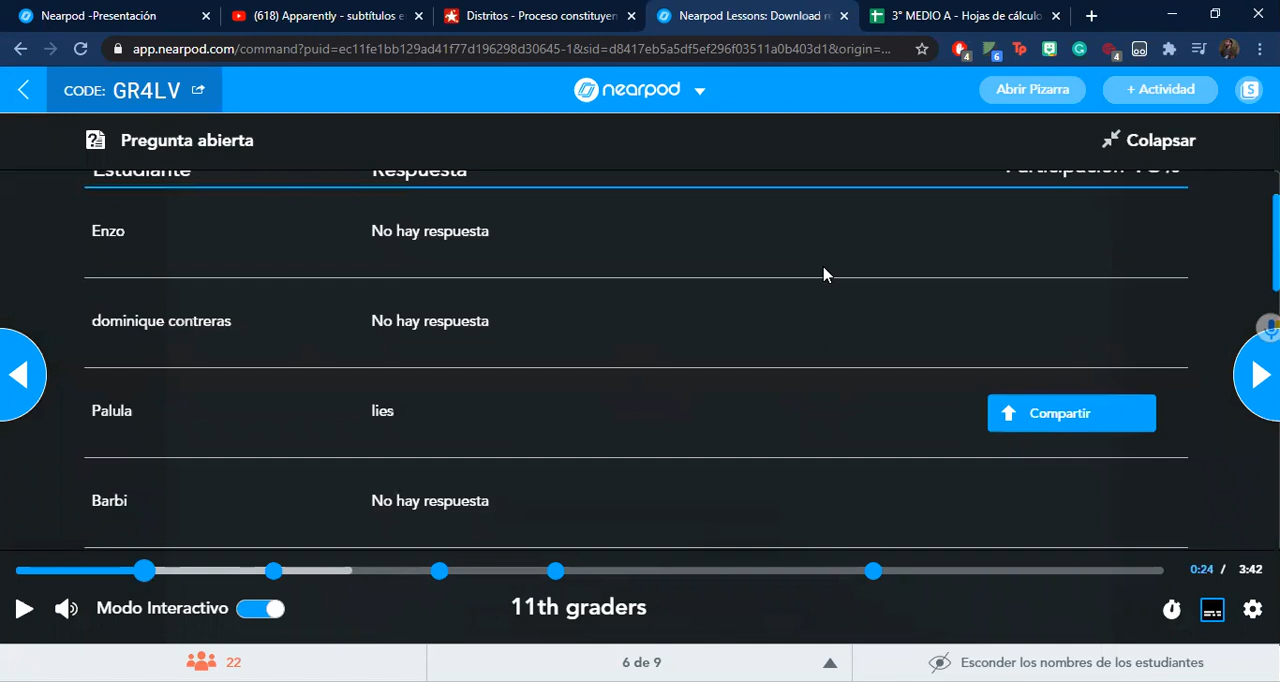 Nearpod -Presentación
(618) Apparently - subtítulos e
Distritos - Proceso constituyen
Nearpod Lessons: Download r
3° MEDIO A - Hojas de cálculo
app.nearpod.com/command?puid=ec11fe1bb129ad41f77d196298d30645-1&sid=d8417eb5a5df5ef296f03511a0b403d1&origin=...
CODE: GR4LV
nearpod
Abrir Pizarra
+ Actividad
Pregunta abierta
Colapsar
Estudiante
Respuesta
Enzo
No hay respuesta
dominique contreras
No hay respuesta
Palula
lies
Compartir
Barbi
No hay respuesta
0:24 / 3:42
Modo Interactivo
11th graders
22
6 de 9
Esconder los nombres de los estudiantes